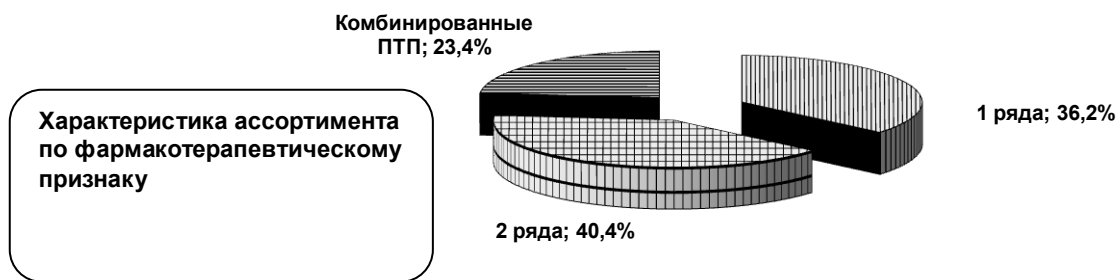 Комбинированные
ПТП; 23,4%
Характеристика ассортимента
по фармакотерапевтическому
признаку
1 ряда; 36,2%
2 ряда; 40,4%